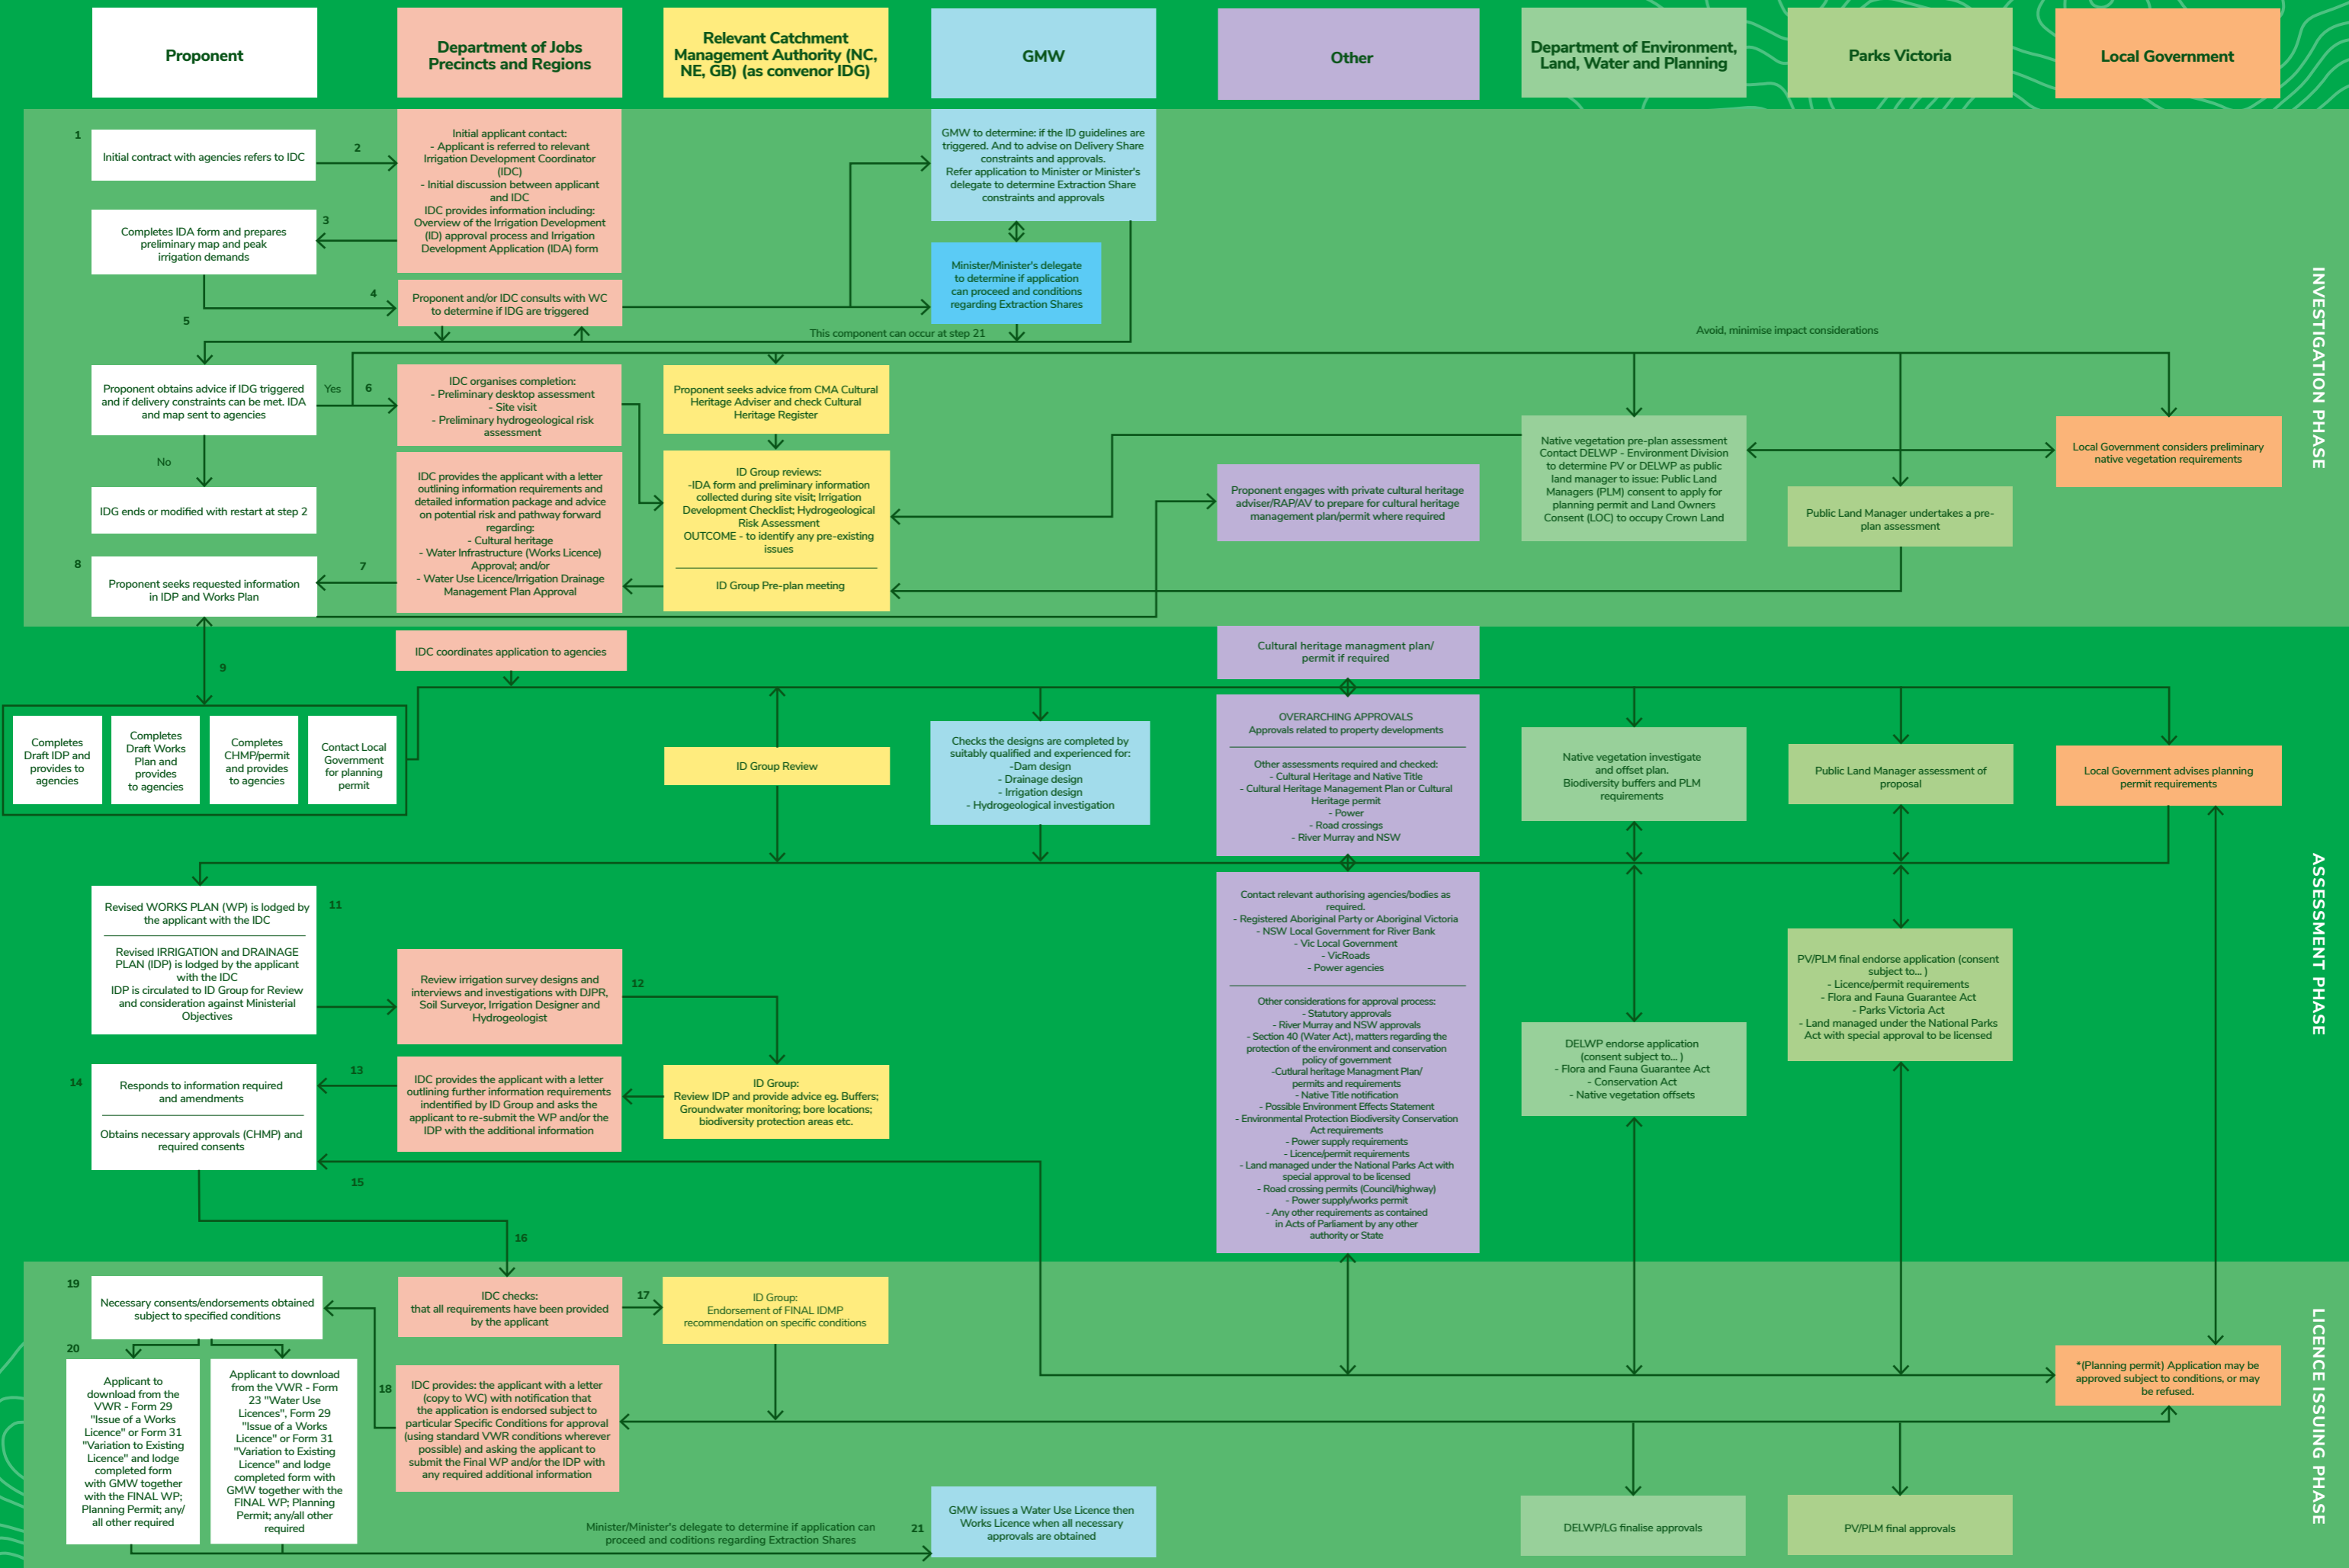 Proponent
Department of Jobs
Precincts and Regions
Relevant Catchment
Management Authority (NC,
NE, GB) (as convenor IDG)
GMW
Other
Department of Environment,
Land, Water and Planning
Parks Victoria
Local Government
INVESTIGATION PHASE
1
Initial contract with agencies refers to IDC
2
Initial applicant contact:
- Applicant is referred to relevant
Irrigation Development Coordinator
(IDC)
- Initial discussion between applicant
and IDC
IDC provides information including:
Overview of the Irrigation Development
(ID) approval process and Irrigation
Development Application (IDA) form
GMW to determine: if the ID guidelines are
triggered. And to advise on Delivery Share
constraints and approvals.
Refer application to Minister or Minister's
delegate to determine Extraction Share
constraints and approvals
3
Completes IDA form and prepares
preliminary map and peak
irrigation demands
Minister/Minister's delegate
to determine if application
can proceed and conditions
regarding Extraction Shares
4
Proponent and/or IDC consults with WC
to determine if IDG are triggered
5
This component can occur at step 21
Avoid, minimise impact considerations
Proponent obtains advice if IDG triggered
and if delivery constraints can be met. IDA
and map sent to agencies
Yes
6
IDC organises completion:
- Preliminary desktop assessment
- Site visit
- Preliminary hydrogeological risk
assessment
Proponent seeks advice from CMA Cultural
Heritage Adviser and check Cultural
Heritage Register
Native vegetation pre-plan assessment
Contact DELWP - Environment Division
to determine PV or DELWP as public
land manager to issue: Public Land
Managers (PLM) consent to apply for
planning permit and Land Owners
Consent (LOC) to occupy Crown Land
Local Government considers preliminary
native vegetation requirements
No
IDG ends or modified with restart at step 2
IDC provides the applicant with a letter
outlining information requirements and
detailed information package and advice
on potential risk and pathway forward
regarding:
- Cultural heritage
- Water Infrastructure (Works Licence)
Approval; and/or
- Water Use Licence/Irrigation Drainage
Management Plan Approval
ID Group reviews:
-IDA form and preliminary information
collected during site visit; Irrigation
Development Checklist; Hydrogeological
Risk Assessment
OUTCOME - to identify any pre-existing
issues
ID Group Pre-plan meeting
Proponent engages with private cultural heritage
adviser/RAP/AV to prepare for cultural heritage
management plan/permit where required
Public Land Manager undertakes a pre-
plan assessment
7
8
Proponent seeks requested information
in IDP and Works Plan
ASSESSMENT PHASE
9
IDC coordinates application to agencies
Cultural heritage managment plan/
permit if required
Completes
Draft IDP and
provides to
agencies
Completes
Draft Works
Plan and
provides
to agencies
Completes
CHMP/permit
and provides
to agencies
Contact Local
Government
for planning
permit
ID Group Review
Checks the designs are completed by
suitably qualified and experienced for:
-Dam design
- Drainage design
- Irrigation design
- Hydrogeological investigation
OVERARCHING APPROVALS
Approvals related to property developments
Other assessments required and checked:
- Cultural Heritage and Native Title
- Cultural Heritage Management Plan or Cultural
Heritage permit
- Power
- Road crossings
- River Murray and NSW
Native vegetation investigate
and offset plan.
Biodiversity buffers and PLM
requirements
Public Land Manager assessment of
proposal
Local Government advises planning
permit requirements
Revised WORKS PLAN (WP) is lodged by
the applicant with the IDC
Revised IRRIGATION and DRAINAGE
PLAN (IDP) is lodged by the applicant
with the IDC
IDP is circulated to ID Group for Review
and consideration against Ministerial
Objectives
11
Review irrigation survey designs and
interviews and investigations with DJPR,
Soil Surveyor, Irrigation Designer and
Hydrogeologist
12
Contact relevant authorising agencies/bodies as
required.
- Registered Aboriginal Party or Aboriginal Victoria
- NSW Local Government for River Bank
- Vic Local Government
- VicRoads
- Power agencies
Other considerations for approval process:
- Statutory approvals
- River Murray and NSW approvals
- Section 40 (Water Act), matters regarding the
protection of the environment and conservation
policy of government
-Cutlural heritage Managment Plan/
permits and requirements
- Native Title notification
- Possible Environment Effects Statement
- Environmental Protection Biodiversity Conservation
Act requirements
- Power supply requirements
- Licence/permit requirements
- Land managed under the National Parks Act with
special approval to be licensed
- Road crossing permits (Council/highway)
- Power supply/works permit
- Any other requirements as contained
in Acts of Parliament by any other
authority or State
PV/PLM final endorse application (consent
subject to... )
- Licence/permit requirements
- Flora and Fauna Guarantee Act
- Parks Victoria Act
- Land managed under the National Parks
Act with special approval to be licensed
DELWP endorse application
(consent subject to... )
- Flora and Fauna Guarantee Act
- Conservation Act
- Native vegetation offsets
14
Responds to information required
and amendments
Obtains necessary approvals (CHMP) and
required consents
13
IDC provides the applicant with a letter
outlining further information requirements
indentified by ID Group and asks the
applicant to re-submit the WP and/or the
IDP with the additional information
ID Group:
Review IDP and provide advice eg. Buffers;
Groundwater monitoring; bore locations;
biodiversity protection areas etc.
15
16
LICENCE ISSUING PHASE
19
Necessary consents/endorsements obtained
subject to specified conditions
IDC checks:
that all requirements have been provided
by the applicant
17
ID Group:
Endorsement of FINAL IDMP
recommendation on specific conditions
20
Applicant to
download from the
VWR - Form 29
"Issue of a Works
Licence" or Form 31
"Variation to Existing
Licence" and lodge
completed form
with GMW together
with the FINAL WP;
Planning Permit; any/
all other required
Applicant to download
from the VWR - Form
23 "Water Use
Licences", Form 29
"Issue of a Works
Licence" or Form 31
"Variation to Existing
Licence" and lodge
completed form with
GMW together with the
FINAL WP; Planning
Permit; any/all other
required
18
IDC provides: the applicant with a letter
(copy to WC) with notification that
the application is endorsed subject to
particular Specific Conditions for approval
(using standard VWR conditions wherever
possible) and asking the applicant to
submit the Final WP and/or the IDP with
any required additional information
*(Planning permit) Application may be
approved subject to conditions, or may
be refused.
Minister/Minister's delegate to determine if application can
proceed and coditions regarding Extraction Shares
21
GMW issues a Water Use Licence then
Works Licence when all necessary
approvals are obtained
DELWP/LG finalise approvals
PV/PLM final approvals